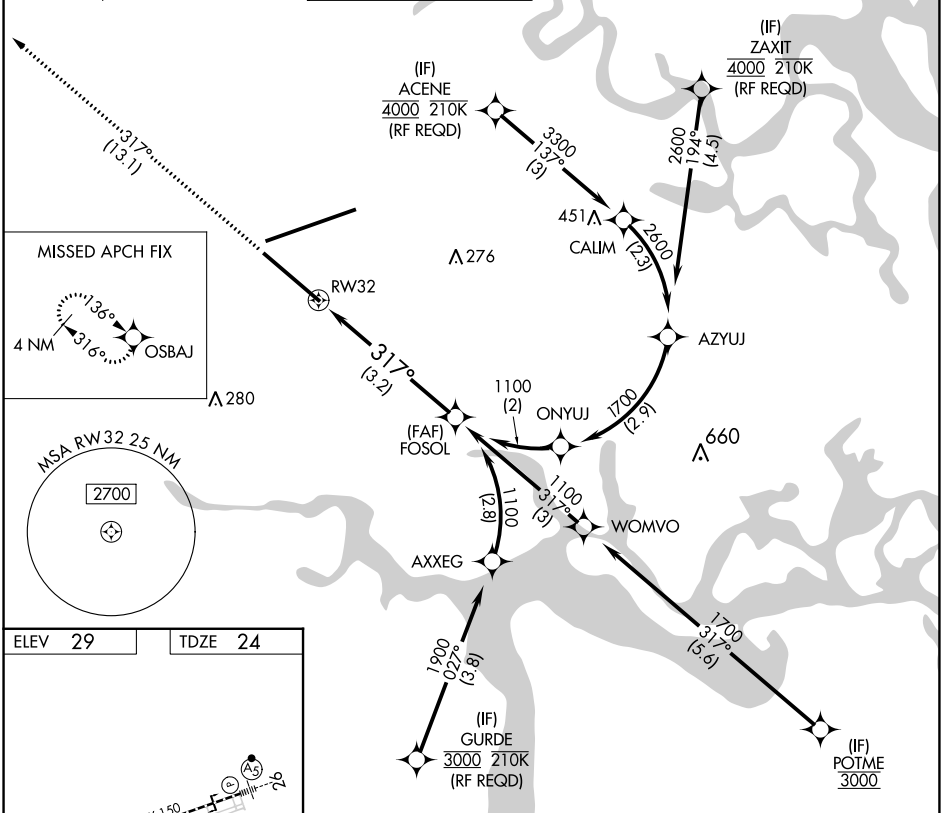 317°
(13.1)
(IF)
ACENE
4000 210K
(RF REQD)
(IF)
ZAXIT
4000 210K
(RF REQD)
3300
137°
(3)
2600
194°
(4.5)
451
CALIM
2600
(2.3)
276
MISSED APCH FIX
136°
4 NM
316°
OSBAJ
RW32
AZYUJ
317°
(3.2)
280
1100
(2)
ONYUJ
1700
(2.9)
(FAF)
FOSOL
660
MSA RW32 25 NM
2700
1100
(2.8)
1100
317°
(3)
WOMVO
AXXEG
1900
027°
(3.8)
1700
317°
(5.6)
ELEV 29
TDZE 24
(IF)
GURDE
3000 210K
(RF REQD)
(IF)
POTME
3000
P
A5
26
150